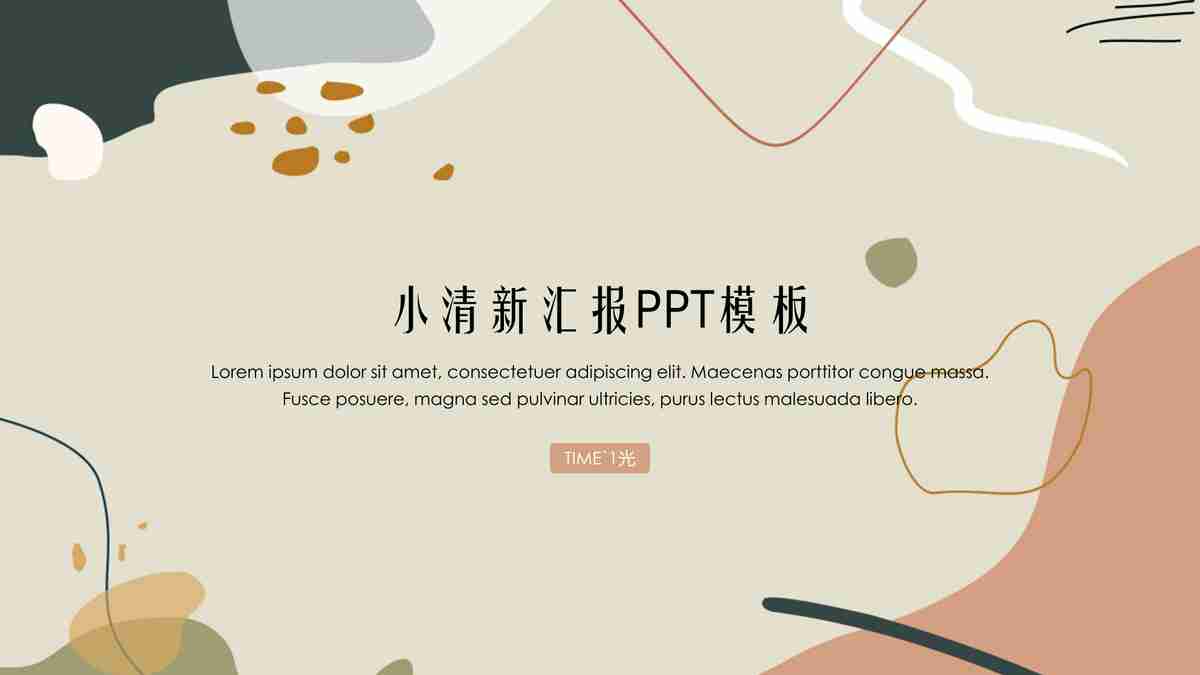 小清新汇报PPT模板
Lorem ipsum dolor sit amet, consectetuer adipiscing elit. Maecenas porttitor congue massa.
Fusce posuere, magna sed pulvinar ultricies, purus lectus malesuada libero.
TIME`1光